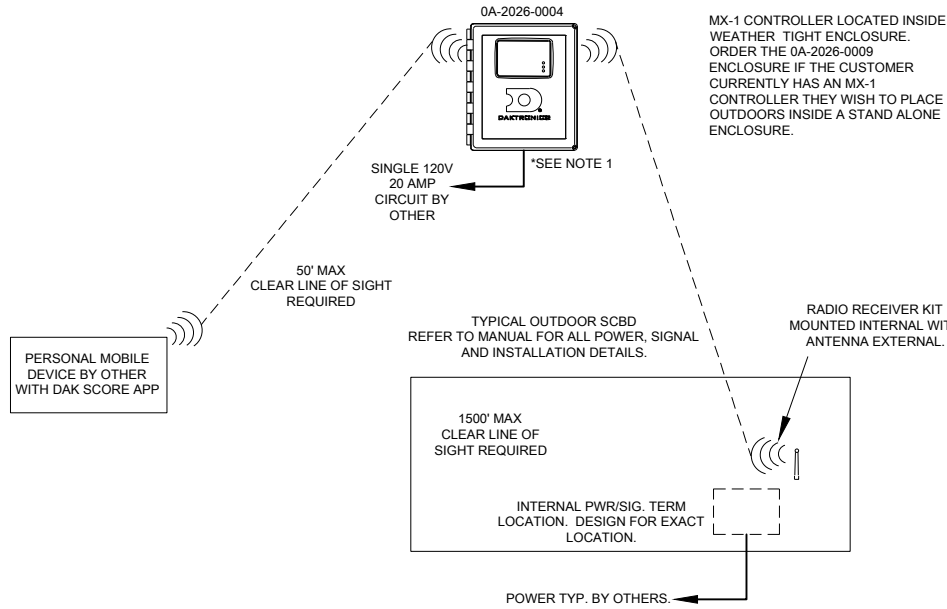 0A-2026-0004
MX-1 CONTROLLER LOCATED INSIDE
WEATHER TIGHT ENCLOSURE.
ORDER THE 0A-2026-0009
ENCLOSURE IF THE CUSTOMER
CURRENTLY HAS AN MX-1
CONTROLLER THEY WISH TO PLACE
OUTDOORS INSIDE A STAND ALONE
ENCLOSURE.
DAKTRONICS
*SEE NOTE 1
SINGLE 120V
20 AMP
CIRCUIT BY
OTHER
50' MAX
CLEAR LINE OF SIGHT
REQUIRED
PERSONAL MOBILE
DEVICE BY OTHER
WITH DAK SCORE APP
TYPICAL OUTDOOR SCBD
REFER TO MANUAL FOR ALL POWER, SIGNAL
AND INSTALLATION DETAILS.
RADIO RECEIVER KIT
MOUNTED INTERNAL WIT
ANTENNA EXTERNAL.
1500' MAX
CLEAR LINE OF
SIGHT REQUIRED
INTERNAL PWR/SIG. TERM
LOCATION. DESIGN FOR EXACT
LOCATION.
POWER TYP. BY OTHERS.